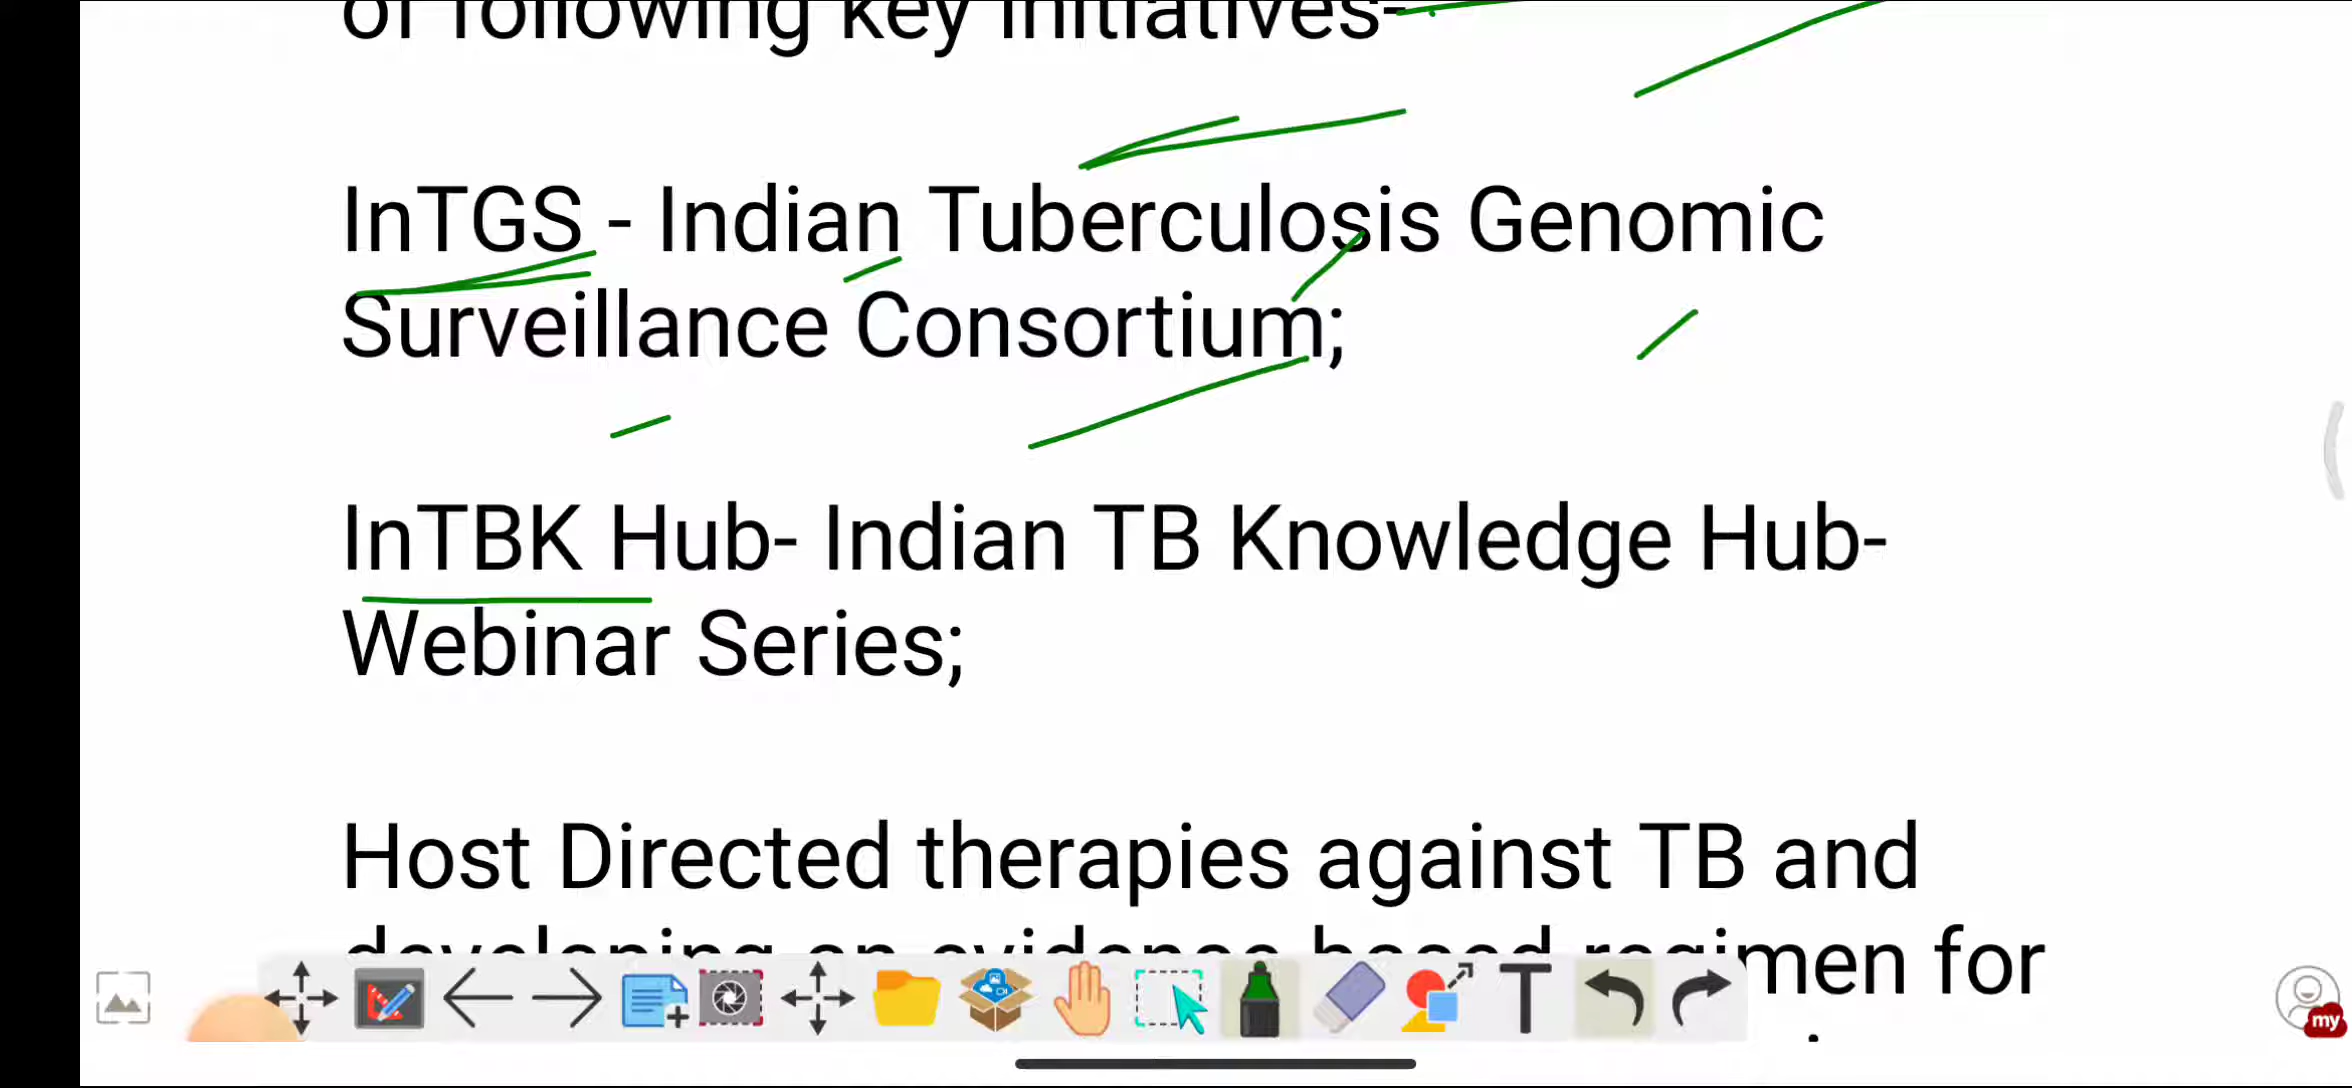 of following key initiatives-
InTGS - Indian Tuberculosis Genomic
Surveillance Consortium;
InTBK Hub- Indian TB Knowledge Hub-
Webinar Series;
Host Directed therapies against TB and
developing an evidence based regimen for
T
my